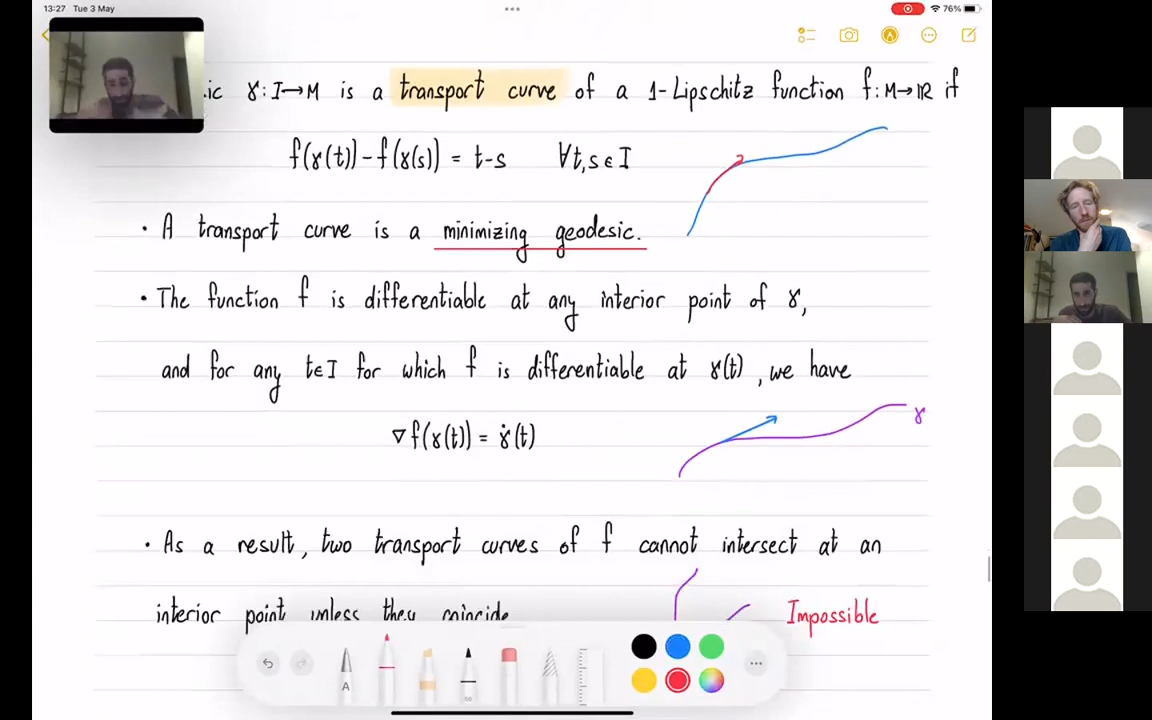 13:27 Tue 3 May
76%
ic γ: I→M is a transport curve of a 1-Lipschitz function f: M→ℝ if
f(γ(t)) - f(γ(s)) = t-s ∀t,s∈I
· A transport curve is a minimizing geodesic.
· The function f is differentiable at any interior point of γ,
and for any t∈I for which f is differentiable at γ(t), we have
∇f(γ(t)) = γ̇(t)
γ
· As a result, two transport curves of f cannot intersect at an
interior point unless they coincide
Impossible
A